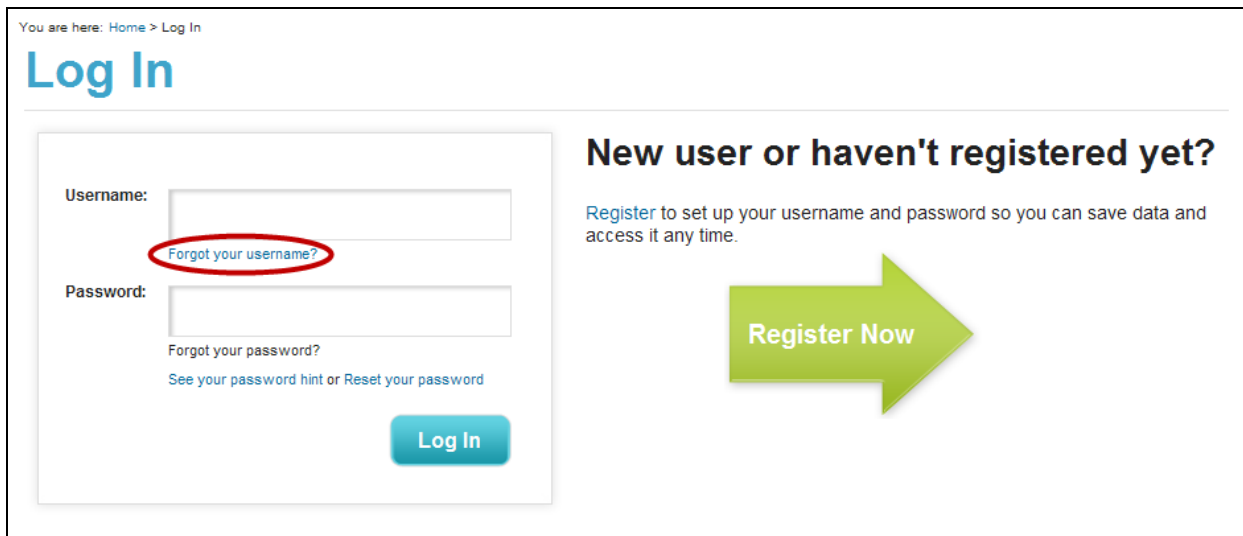 You are here: Home > Log In
Log In
Username:
Forgot your username?
Password:
Forgot your password?
See your password hint or Reset your password
Log In
New user or haven't registered yet?
Register to set up your username and password so you can save data and
access it any time.
Register Now